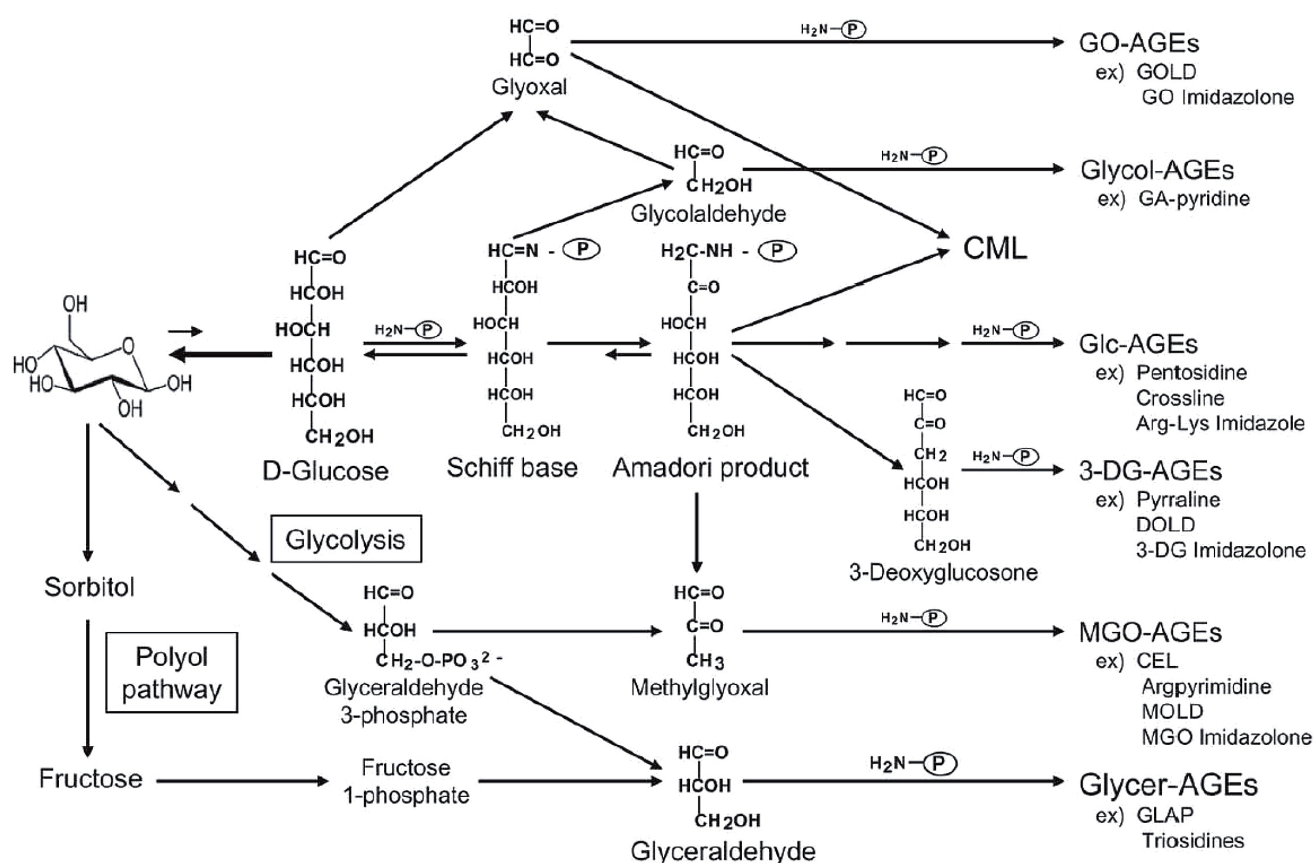 HC=O
HC=O
Glyoxal
H₂N-Ⓟ
GO-AGEs
ex) GOLD
GO Imidazolone
HC=O
CH₂OH
Glycolaldehyde
H₂N-Ⓟ
Glycol-AGEs
ex) GA-pyridine
CML
OH
HO
HO
O
OH
OH
HC=O
HCOH
HOCH
HCOH
HCOH
CH₂OH
D-Glucose
H₂N-Ⓟ
HC=N - Ⓟ
HCOH
HOCH
HCOH
HCOH
CH₂OH
Schiff base
H₂C-NH - Ⓟ
C=O
HOCH
HCOH
HCOH
CH₂OH
Amadori product
H₂N-Ⓟ
Glc-AGEs
ex) Pentosidine
Crossline
Arg-Lys Imidazole
HC=O
C=O
CH₂
HCOH
HCOH
CH₂OH
3-Deoxyglucosone
H₂N-Ⓟ
3-DG-AGEs
ex) Pyrraline
DOLD
3-DG Imidazolone
Glycolysis
Sorbitol
Polyol
pathway
HC=O
HCOH
CH₂-O-PO₃²⁻
Glyceraldehyde
3-phosphate
HC=O
C=O
CH₃
Methylglyoxal
H₂N-Ⓟ
MGO-AGEs
ex) CEL
Argpyrimidine
MOLD
MGO Imidazolone
Fructose
Fructose
1-phosphate
HC=O
HCOH
CH₂OH
Glyceraldehyde
H₂N-Ⓟ
Glycer-AGEs
ex) GLAP
Triosidines